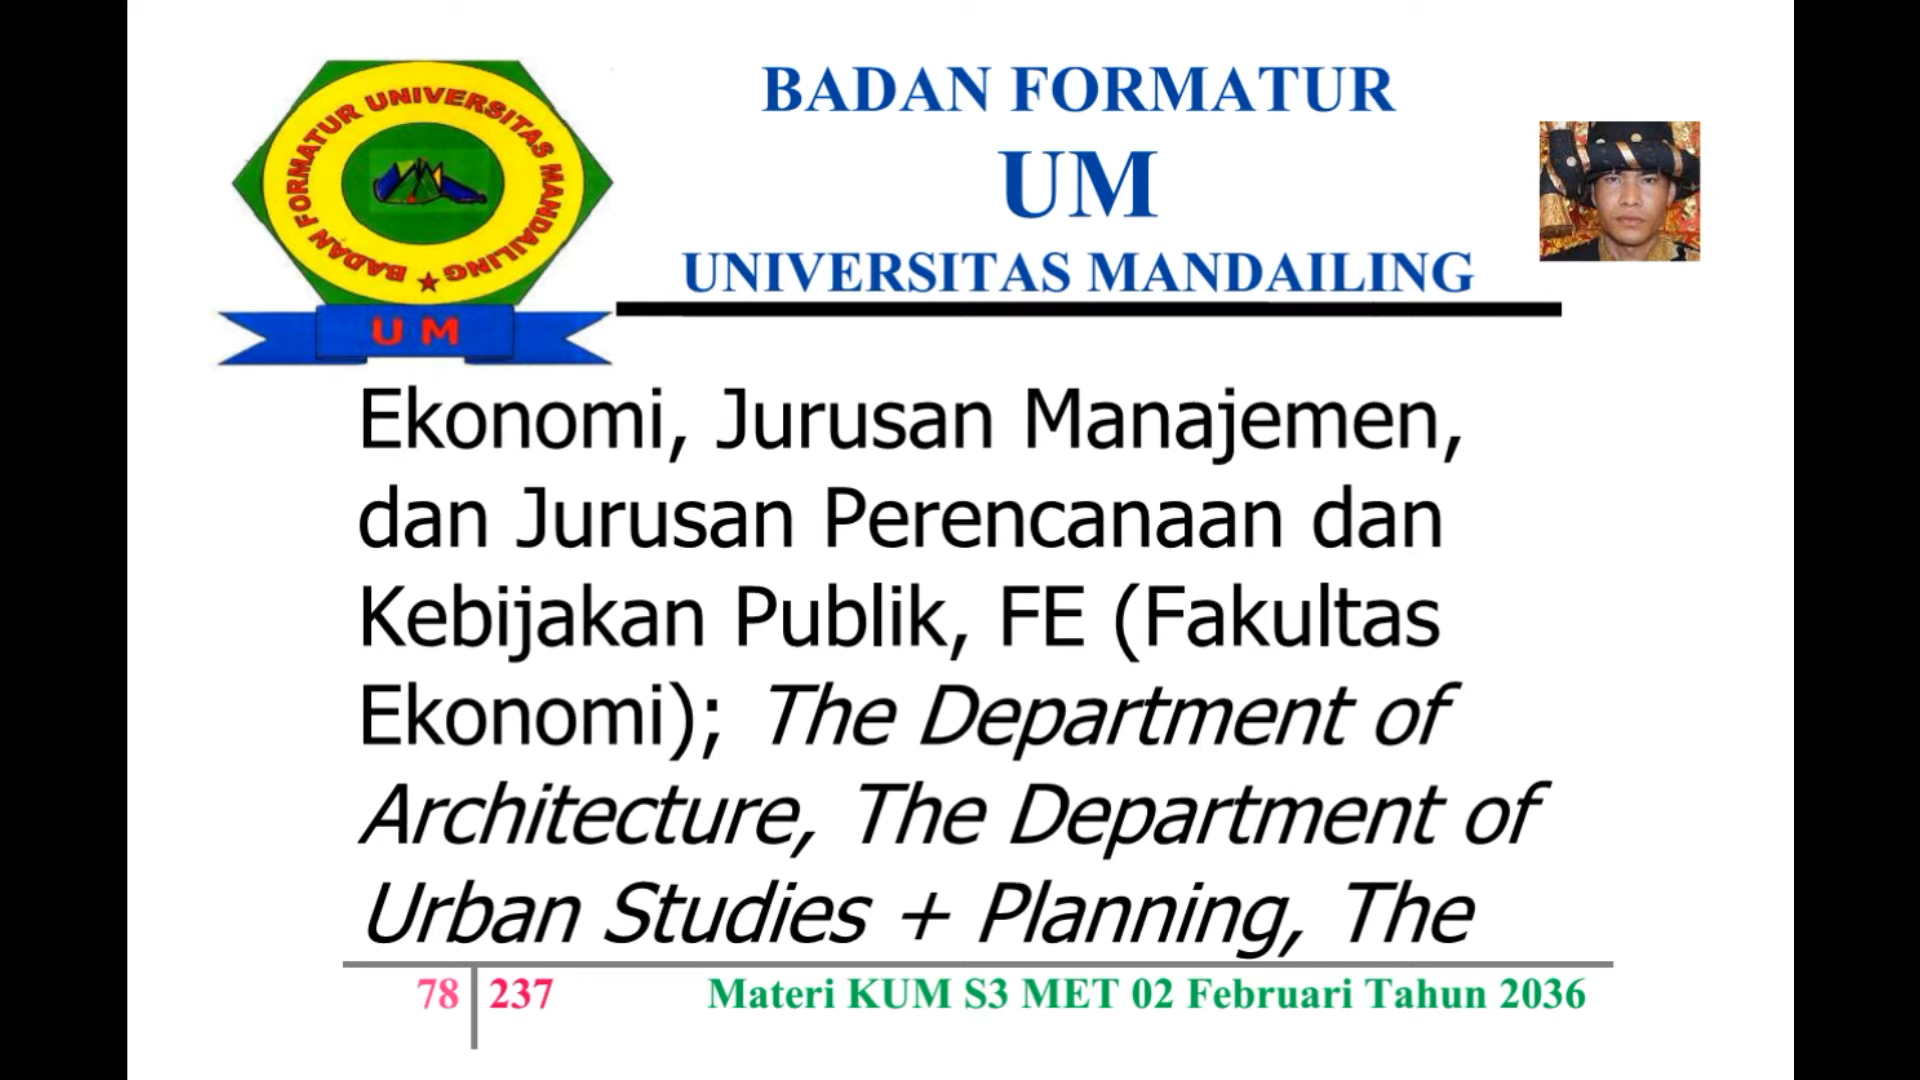 BADAN FORMATUR UNIVERSITAS MANDAILING
U M
BADAN FORMATUR
UM
UNIVERSITAS MANDAILING
Ekonomi, Jurusan Manajemen,
dan Jurusan Perencanaan dan
Kebijakan Publik, FE (Fakultas
Ekonomi); The Department of
Architecture, The Department of
Urban Studies + Planning, The
78 237 Materi KUM S3 MET 02 Februari Tahun 2036